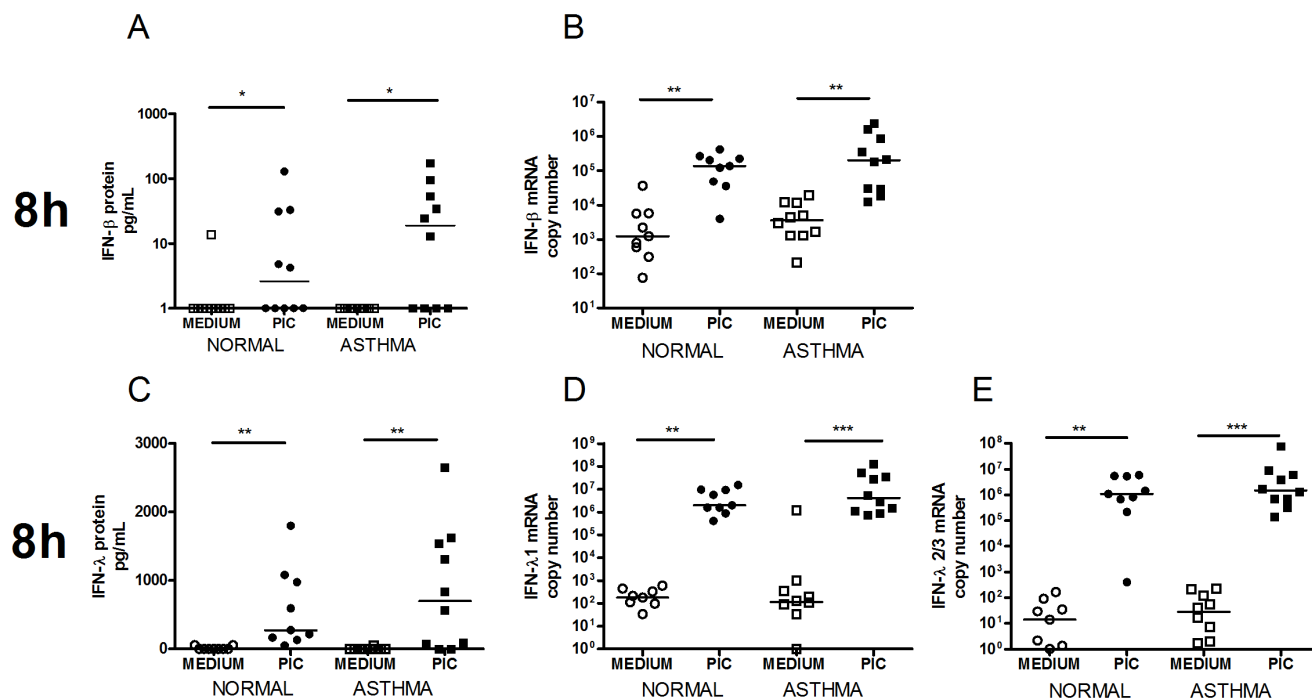 A
B
8h
IFN-β protein
pg/mL
1000
100
10
1
*
*
MEDIUM PIC MEDIUM PIC
NORMAL ASTHMA
IFN-β mRNA
copy number
10⁷
10⁶
10⁵
10⁴
10³
10²
10¹
**
**
MEDIUM PIC MEDIUM PIC
NORMAL ASTHMA
C
D
E
8h
IFN-λ protein
pg/mL
3000
2000
1000
0
**
**
MEDIUM PIC MEDIUM PIC
NORMAL ASTHMA
IFN-λ1 mRNA
copy number
10⁹
10⁸
10⁷
10⁶
10⁵
10⁴
10³
10²
10¹
10⁰
**
***
MEDIUM PIC MEDIUM PIC
NORMAL ASTHMA
IFN-λ 2/3 mRNA
copy number
10⁸
10⁷
10⁶
10⁵
10⁴
10³
10²
10¹
10⁰
**
***
MEDIUM PIC MEDIUM PIC
NORMAL ASTHMA